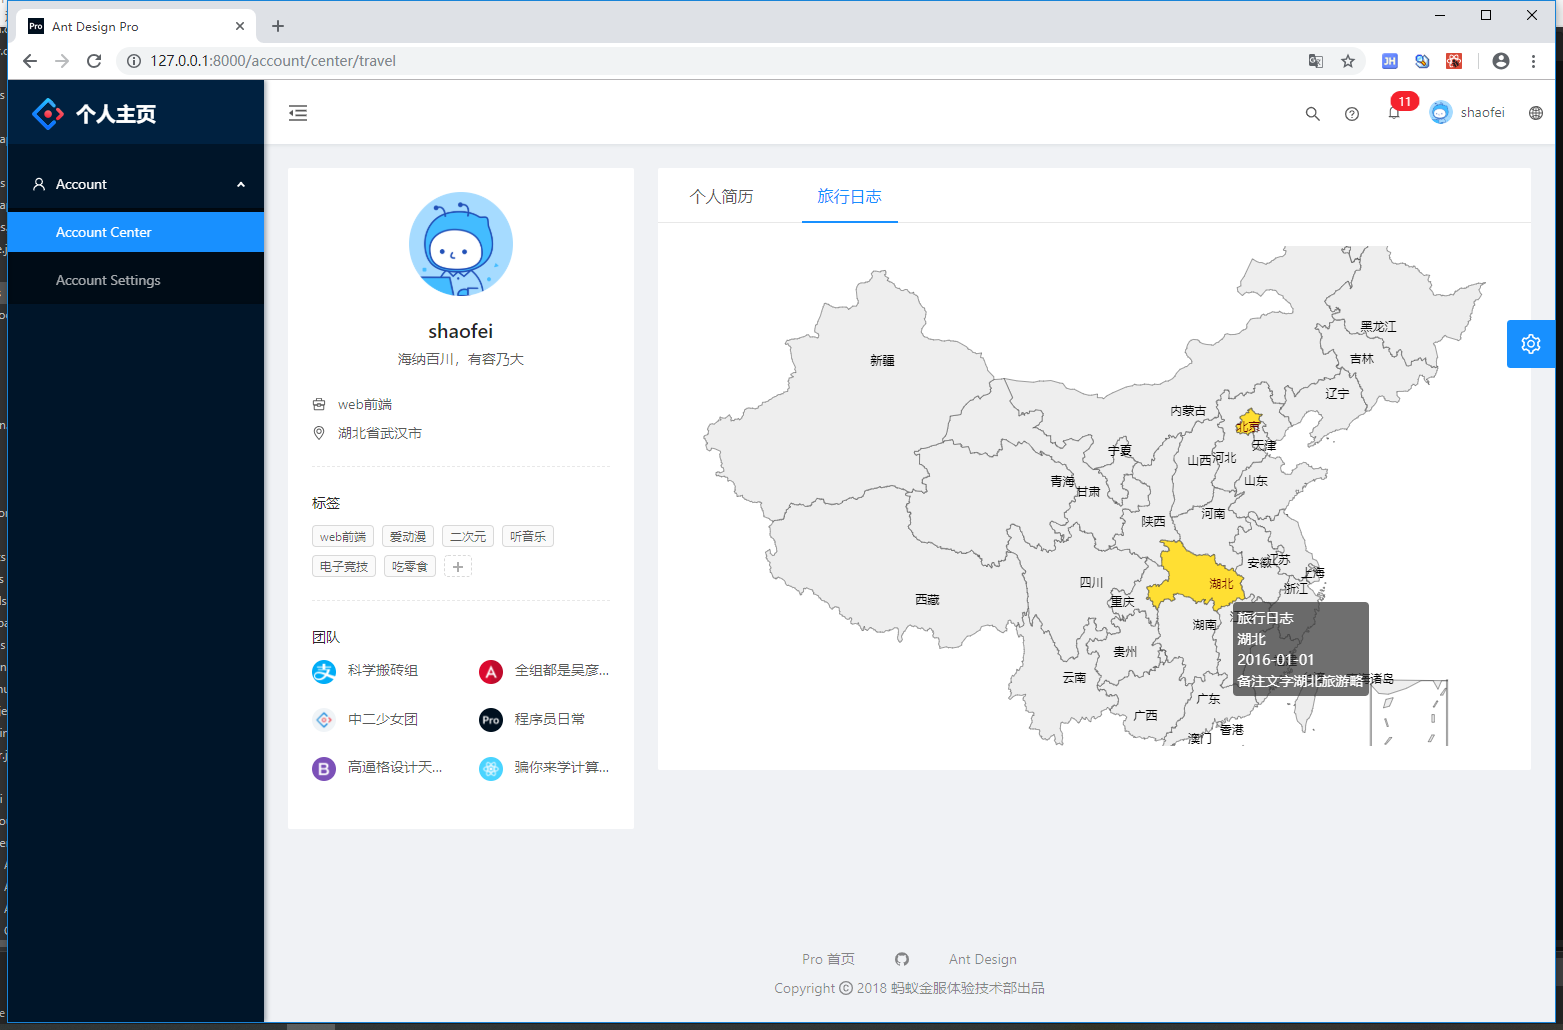 Ant Design Pro
127.0.0.1:8000/account/center/travel
个人主页
11
shaofei
Account
Account Center
Account Settings
shaofei
海纳百川，有容乃大
web前端
湖北省武汉市
标签
web前端
爱动漫
二次元
听音乐
电子竞技
吃零食
团队
科学搬砖组
全组都是吴彦...
中二少女团
Pro
程序员日常
高逼格设计天...
骗你来学计算...
个人简历
旅行日志
黑龙江
吉林
新疆
辽宁
内蒙古
北京
天津
宁夏
山西
河北
青海
甘肃
山东
河南
陕西
安徽
江苏
上海
四川
湖北
浙江
西藏
重庆
湖南
贵州
云南
广东
广西
香港
澳门
旅行日志
湖北
2016-01-01
备注文字湖北旅游略
诸岛
Pro 首页
Ant Design
Copyright © 2018 蚂蚁金服体验技术部出品